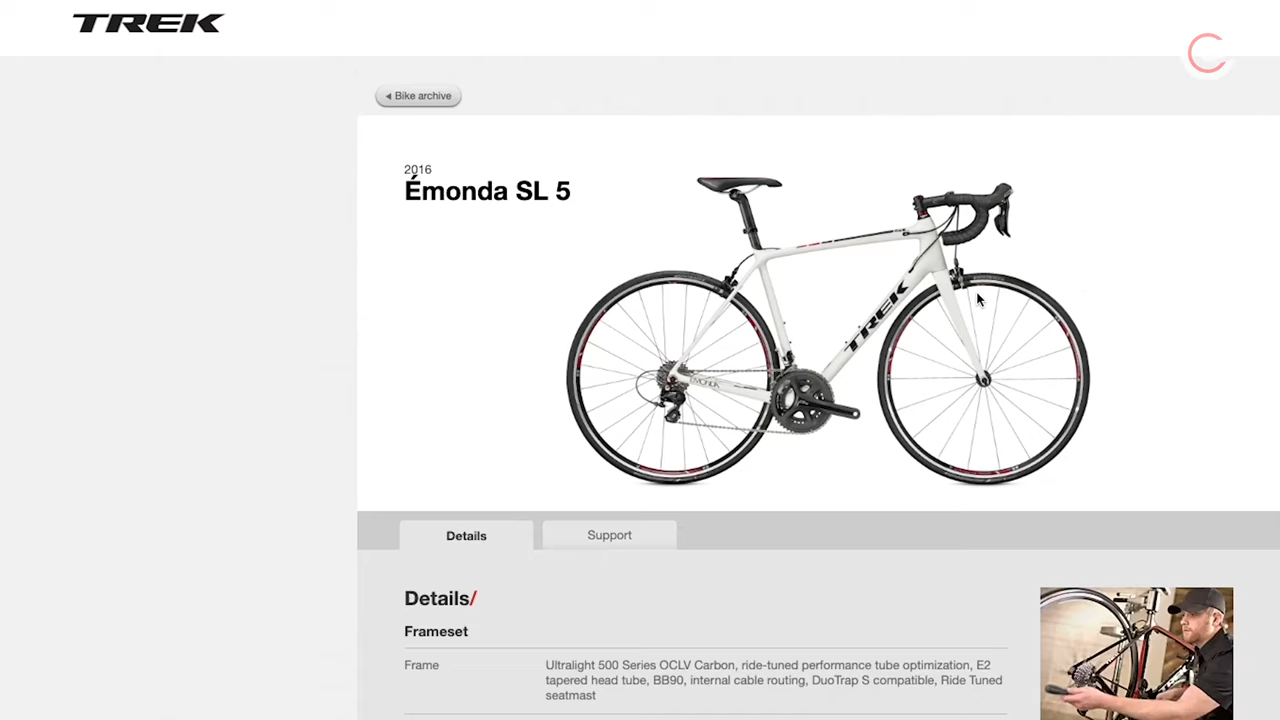 TREK
Bike archive
2016
Émonda SL 5
TREK
Details
Support
Details/
Frameset
Frame
Ultralight 500 Series OCLV Carbon, ride-tuned performance tube optimization, E2
tapered head tube, BB90, internal cable routing, DuoTrap S compatible, Ride Tuned
seatmast